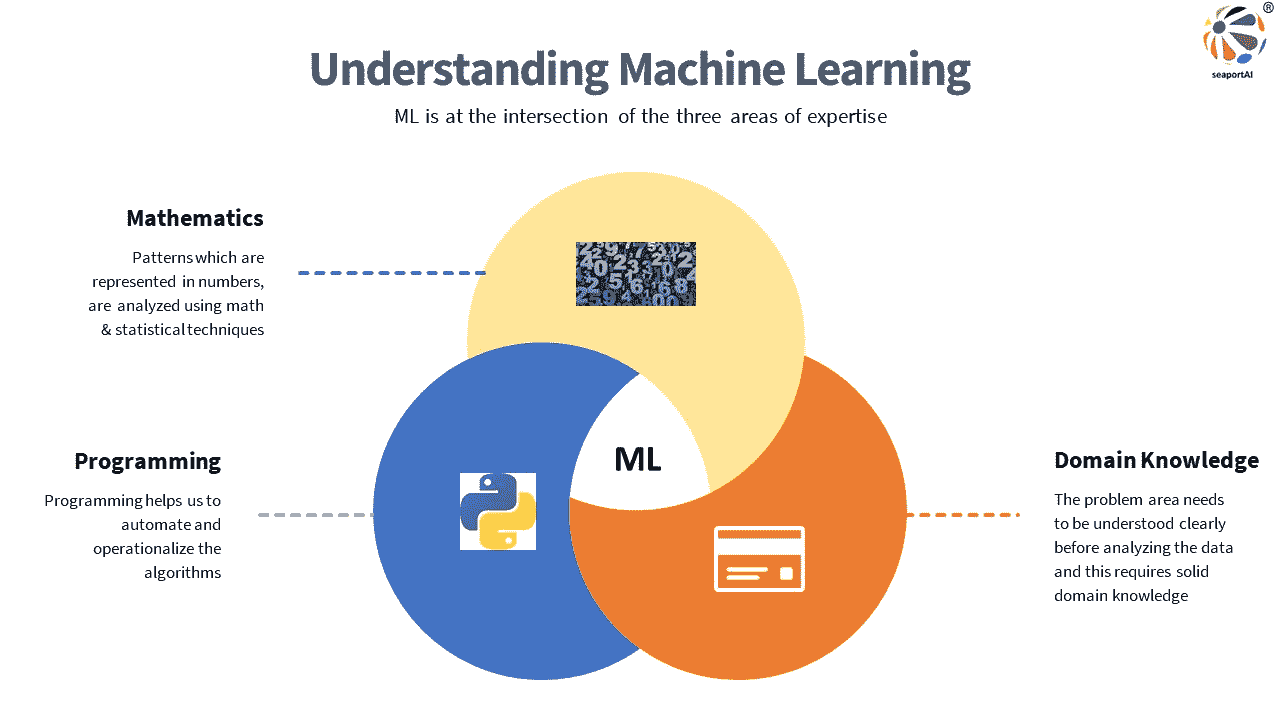 ®
seaportAI
Understanding Machine Learning
ML is at the intersection of the three areas of expertise
Mathematics
Patterns which are
represented in numbers,
are analyzed using math
& statistical techniques
ML
Programming
Programming helps us to
automate and
operationalize the
algorithms
Domain Knowledge
The problem area needs
to be understood clearly
before analyzing the data
and this requires solid
domain knowledge